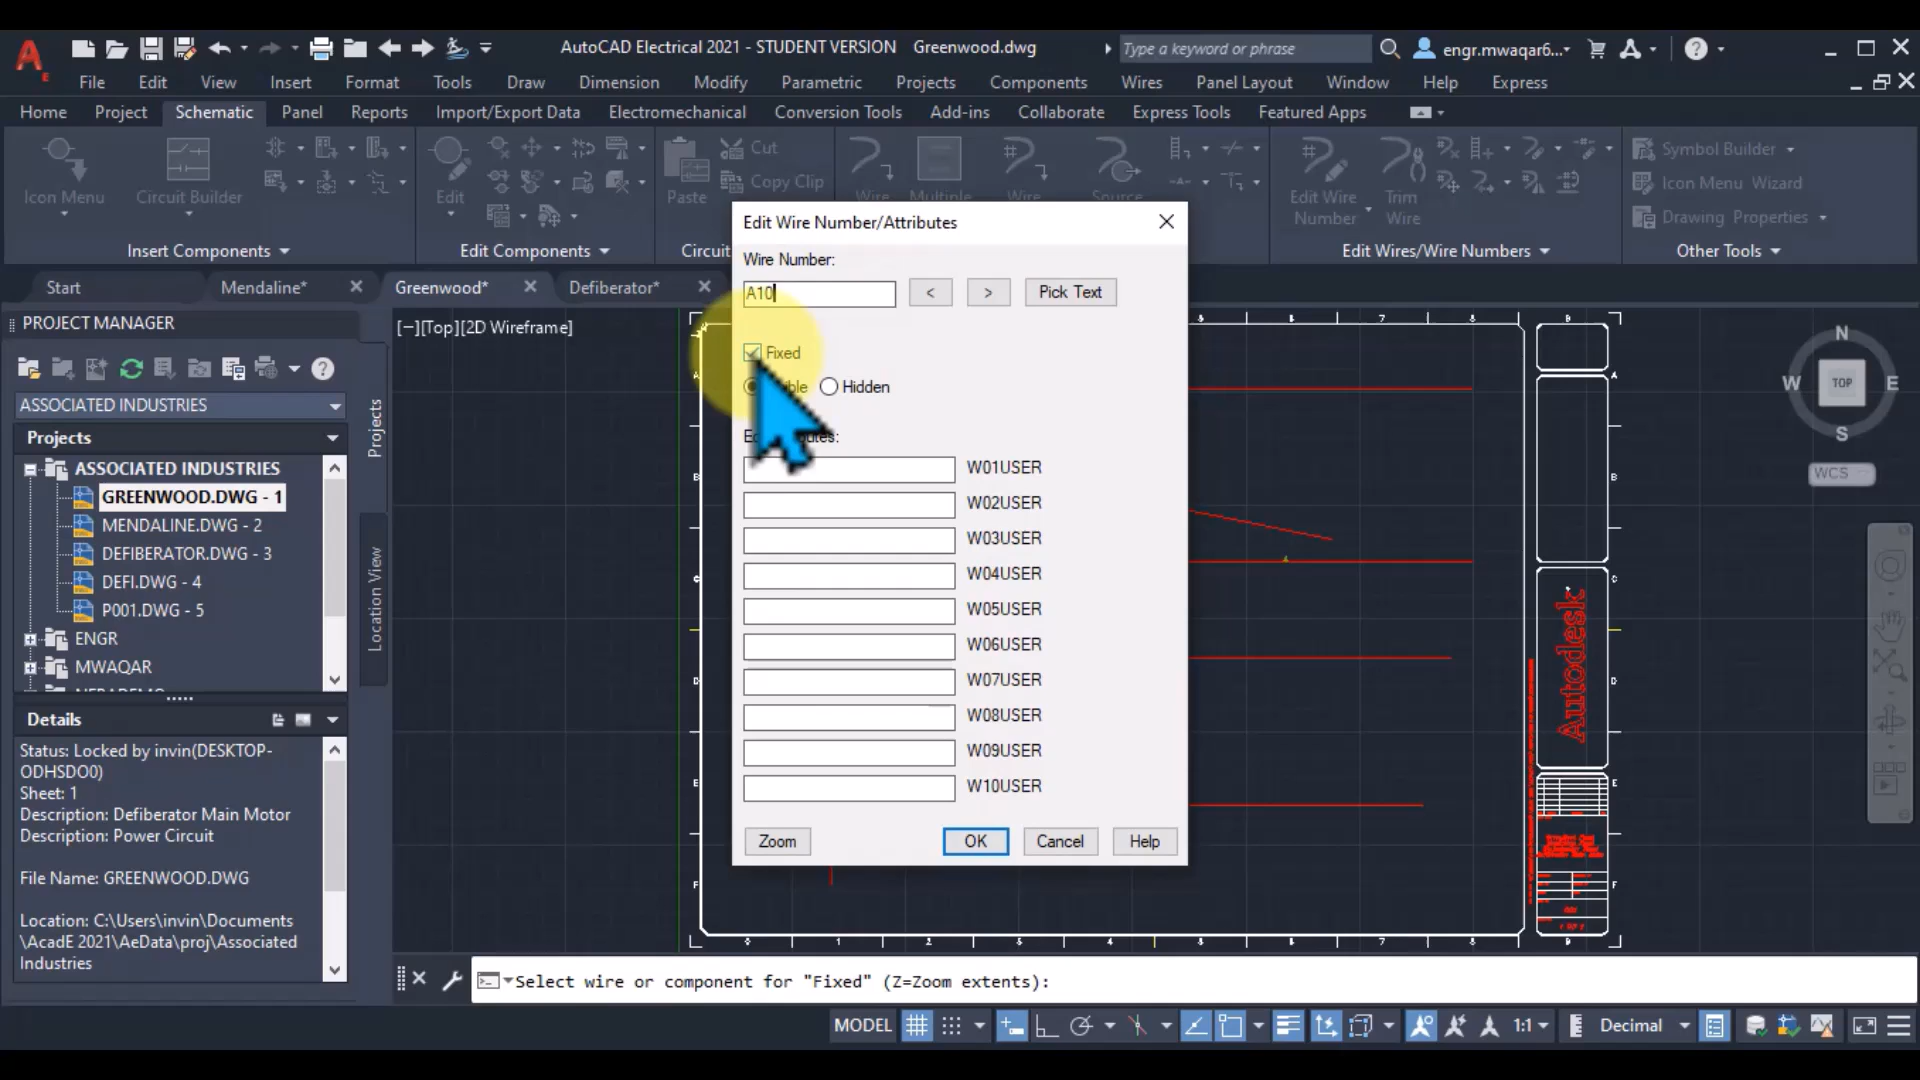 AutoCAD Electrical 2021 - STUDENT VERSION Greenwood.dwg
Type a keyword or phrase
engr.mwaqar6...
File Edit View Insert Format Tools Draw Dimension Modify Parametric Projects Components Wires Panel Layout Window Help Express
Home Project Schematic Panel Reports Import/Export Data Electromechanical Conversion Tools Add-ins Collaborate Express Tools Featured Apps
Cut
Symbol Builder
Copy Clip
Icon Menu Wizard
Icon Menu Circuit Builder Edit Paste Wire Multiple Wire Source Edit Wire Number Trim Wire
Drawing Properties
Insert Components Edit Components Circuit Edit Wires/Wire Numbers Other Tools
Start Mendaline* Greenwood* Defiberator*
PROJECT MANAGER
[−][Top][2D Wireframe]
ASSOCIATED INDUSTRIES
Projects
ASSOCIATED INDUSTRIES
GREENWOOD.DWG - 1
MENDALINE.DWG - 2
DEFIBERATOR.DWG - 3
DEFI.DWG - 4
P001.DWG - 5
ENGR
MWAQAR
Projects
Location View
Details
Status: Locked by invin(DESKTOP-
ODHSDO0)
Sheet: 1
Description: Defiberator Main Motor
Description: Power Circuit
File Name: GREENWOOD.DWG
Location: C:\Users\invin\Documents
\AcadE 2021\AeData\proj\Associated
Industries
Edit Wire Number/Attributes
Wire Number:
A10
< > Pick Text
Fixed
Hidden
W01USER
W02USER
W03USER
W04USER
W05USER
W06USER
W07USER
W08USER
W09USER
W10USER
Zoom OK Cancel Help
N
W TOP E
S
WCS
Autodesk
Select wire or component for "Fixed" (Z=Zoom extents):
MODEL 1:1 Decimal